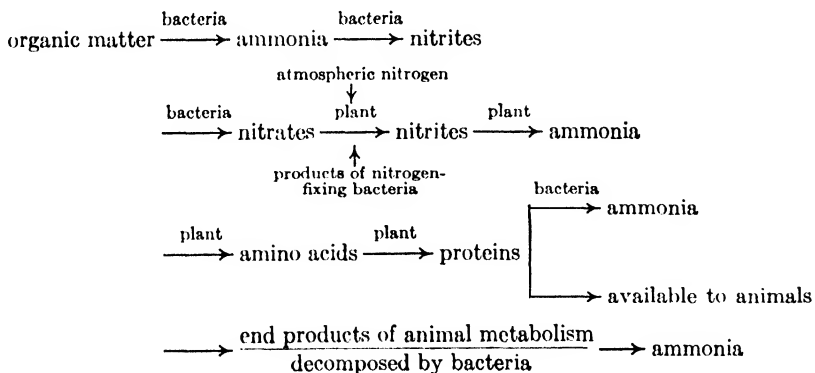 bacteria bacteria
organic matter ammonia nitrites
atmospheric nitrogen
bacteria plant plant
nitrates nitrites ammonia
products of nitrogen-
fixing bacteria
bacteria
ammonia
plant plant
amino acids proteins
available to animals
end products of animal metabolism
decomposed by bacteria
ammonia